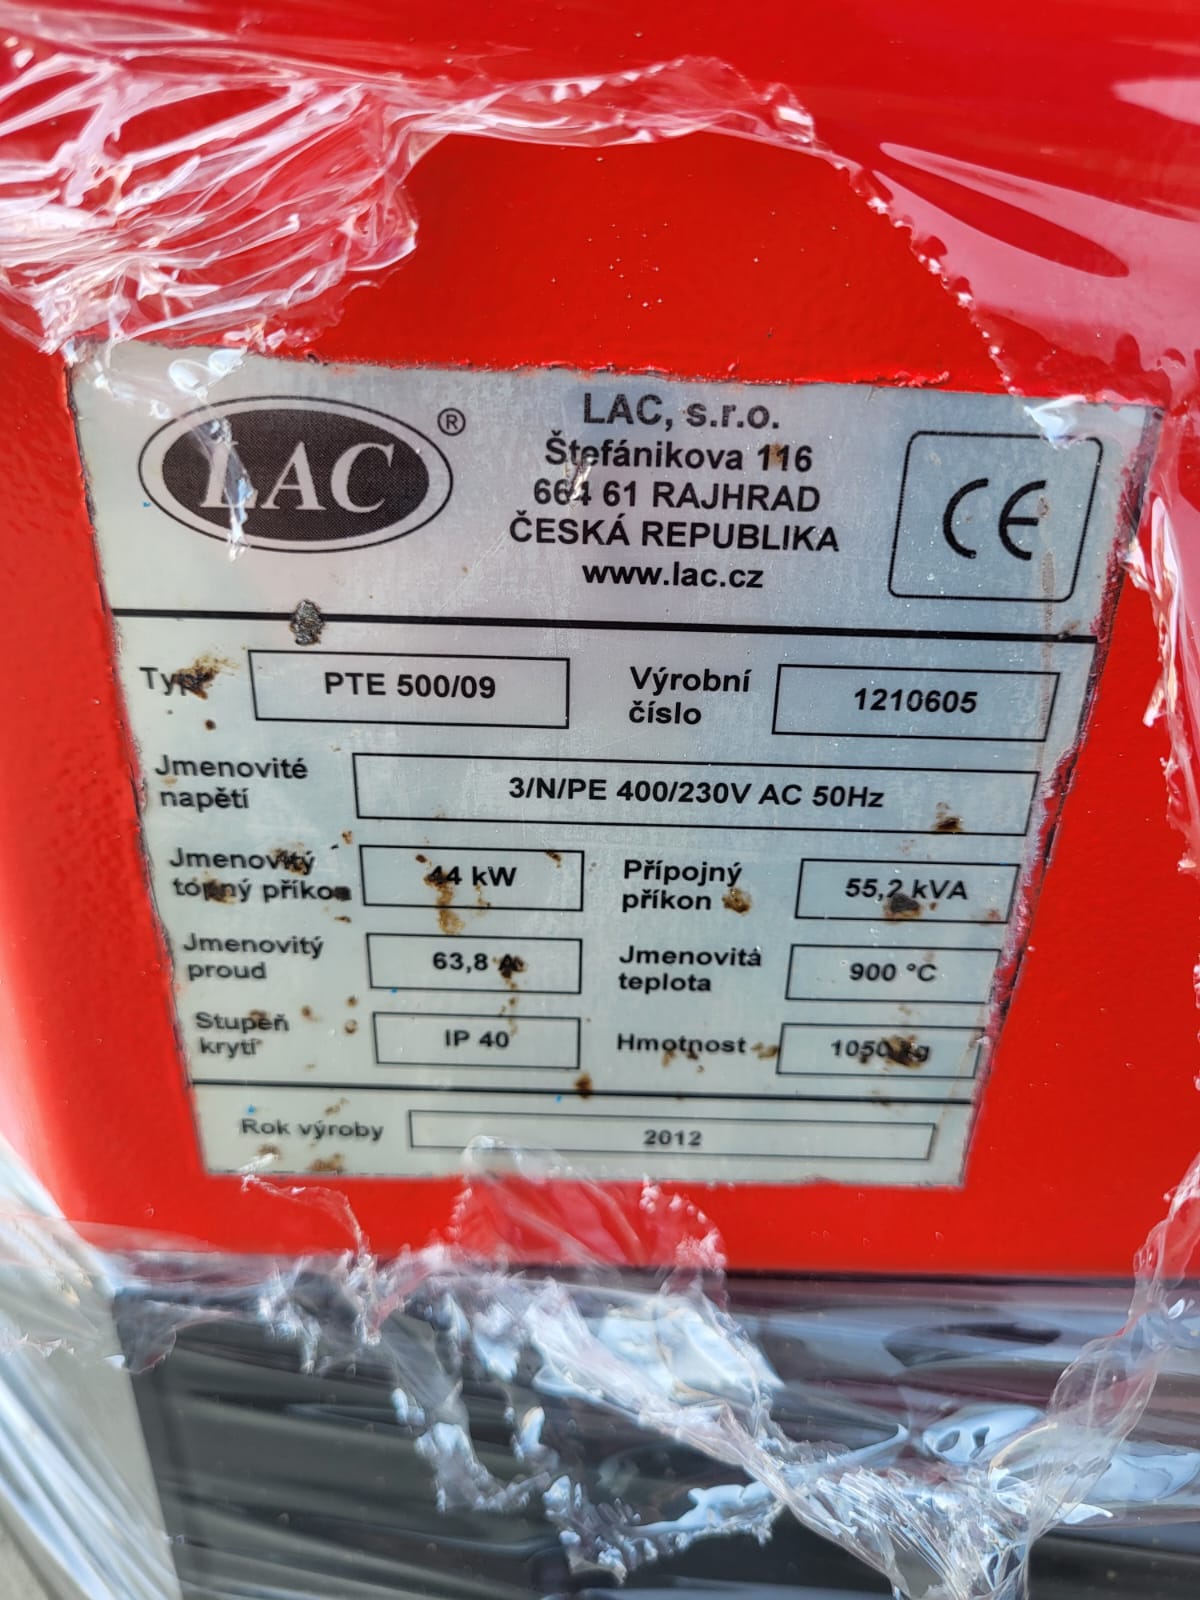 LAC ®
LAC, s.r.o.
Štefánikova 116
664 61 RAJHRAD
ČESKÁ REPUBLIKA
www.lac.cz
CE
Typ PTE 500/09
Výrobní číslo 1210605
Jmenovité napětí 3/N/PE 400/230V AC 50Hz
Jmenovitý topný příkon 44 kW
Přípojný příkon 55,2 kVA
Jmenovitý proud 63,8 A
Jmenovitá teplota 900 °C
Stupeň krytí IP 40
Hmotnost 1050 kg
Rok výroby 2012